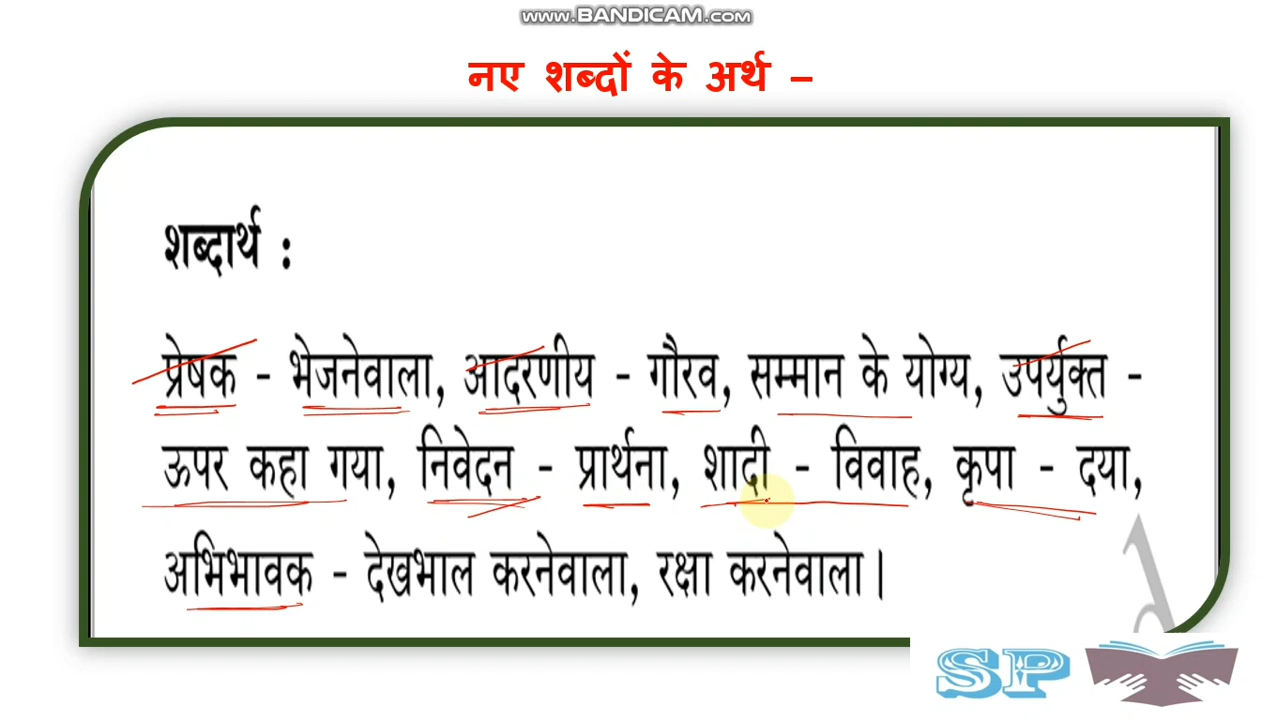 www.BANDICAM.com
नए शब्दों के अर्थ –
शब्दार्थ :
प्रेषक - भेजनेवाला, आदरणीय - गौरव, सम्मान के योग्य, उपर्युक्त -
ऊपर कहा गया, निवेदन - प्रार्थना, शादी - विवाह, कृपा - दया,
अभिभावक - देखभाल करनेवाला, रक्षा करनेवाला।
SP